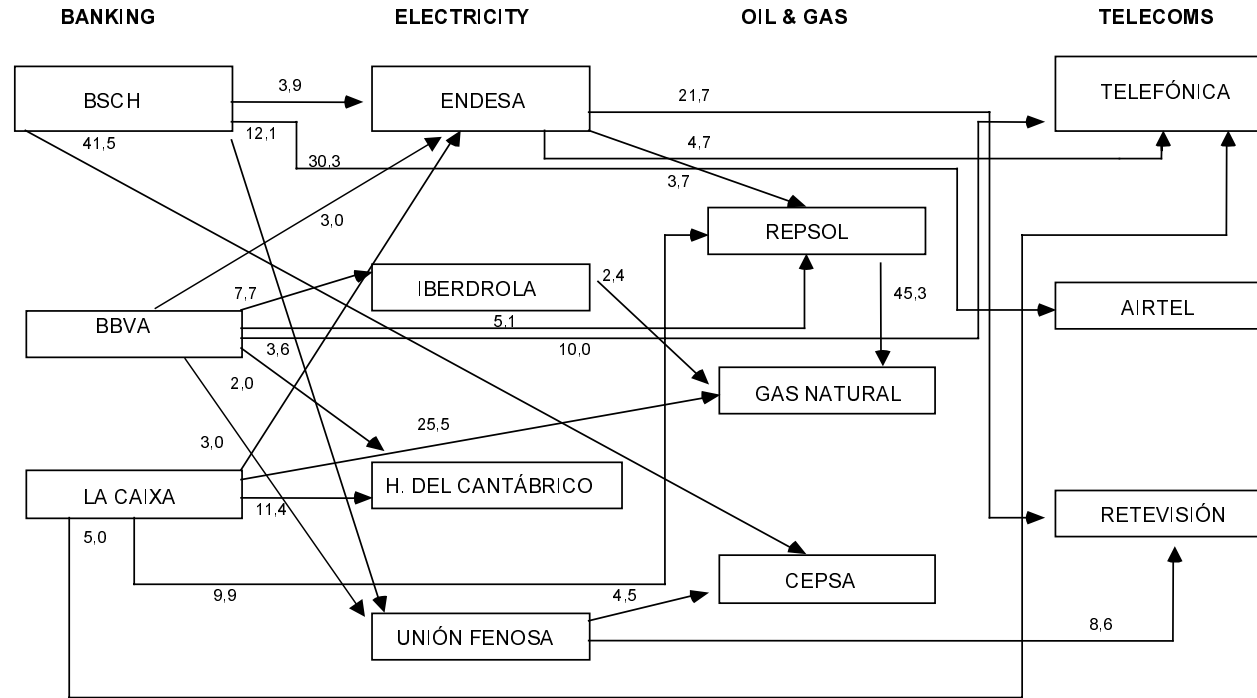 BANKING ELECTRICITY OIL & GAS TELECOMS
BSCH 3,9 ENDESA 21,7 TELEFÓNICA
41,5 12,1 4,7
30,3 3,7
3,0 REPSOL
7,7 IBERDROLA 2,4 45,3 AIRTEL
BBVA 5,1
3,6 10,0
2,0 GAS NATURAL
3,0 25,5
LA CAIXA H. DEL CANTÁBRICO RETEVISIÓN
11,4
5,0
9,9 4,5 CEPSA
UNIÓN FENOSA 8,6